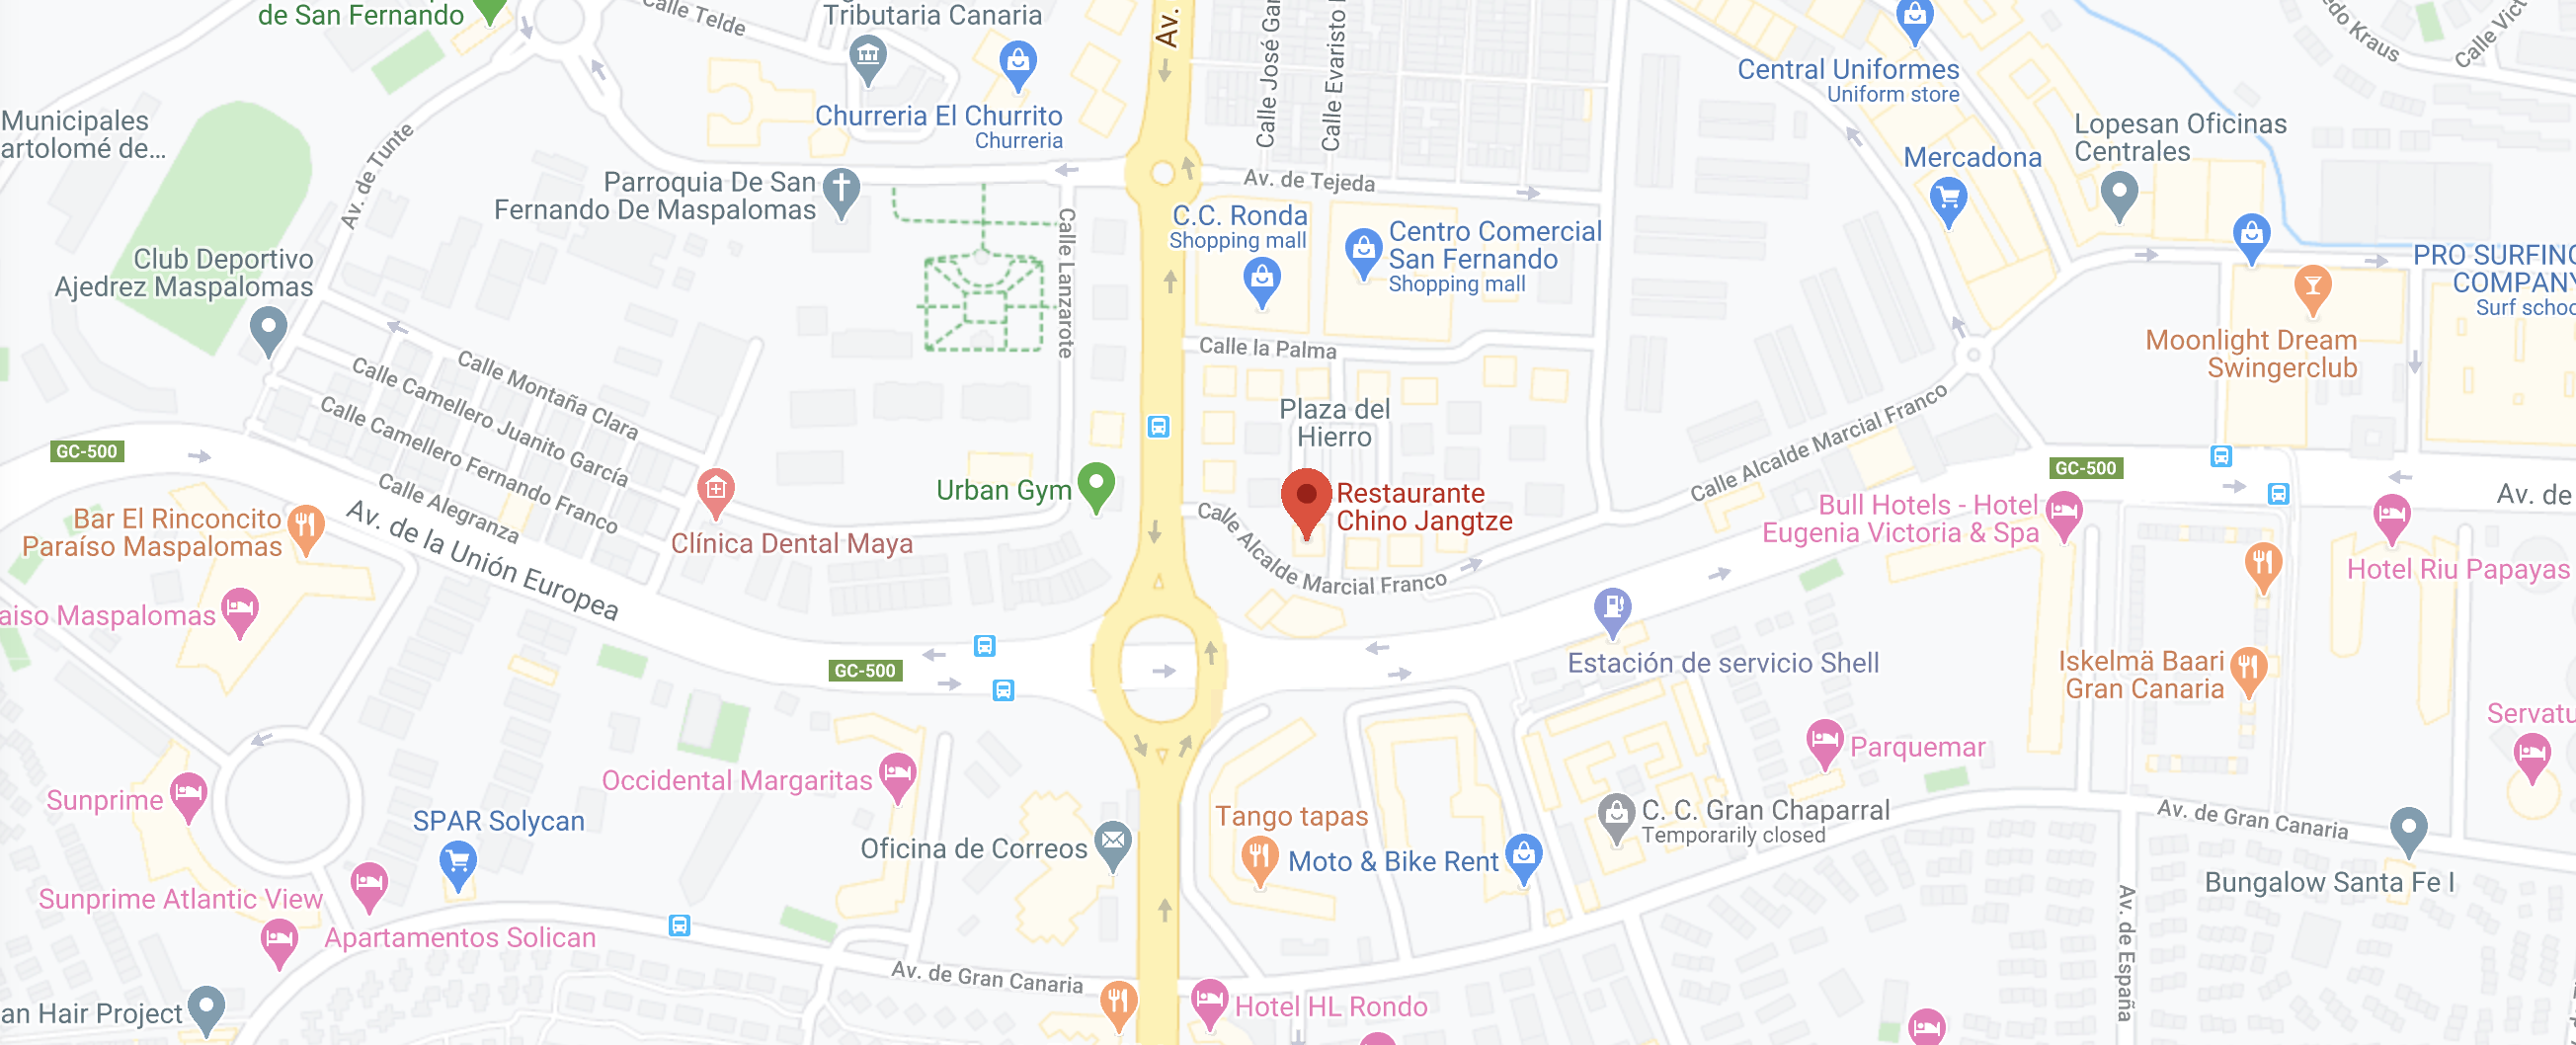 de San Fernando
Calle Telde
Tributaria Canaria
Av.
Calle José Gar
Calle Evaristo
Central Uniformes
Uniform store
edo Kraus
Calle Vict
Municipales
artolomé de...
Av. de Tunte
Churreria El Churrito
Churreria
Lopesan Oficinas
Centrales
Mercadona
Parroquia De San
Fernando De Maspalomas
Av. de Tejeda
C.C. Ronda
Shopping mall
Centro Comercial
San Fernando
Shopping mall
Calle Lanzarote
Club Deportivo
Ajedrez Maspalomas
PRO SURFING
COMPANY
Surf schoo
Moonlight Dream
Swingerclub
Calle la Palma
Calle Montaña Clara
Calle Camellero Juanito García
Calle Camellero Fernando Franco
Calle Alegranza
Plaza del
Hierro
Calle Alcalde Marcial Franco
GC-500
GC-500
Av. de
Urban Gym
Restaurante
Chino Jangtze
Calle Alcalde Marcial Franco
Bull Hotels - Hotel
Eugenia Victoria & Spa
Bar El Rinconcito
Paraíso Maspalomas
Av. de la Unión Europea
Clínica Dental Maya
Hotel Riu Papayas
aiso Maspalomas
GC-500
Estación de servicio Shell
Iskelmä Baari
Gran Canaria
Servatu
Parquemar
Occidental Margaritas
Sunprime
SPAR Solycan
Oficina de Correos
Tango tapas
Moto & Bike Rent
C. C. Gran Chaparral
Temporarily closed
Av. de Gran Canaria
Bungalow Santa Fe I
Sunprime Atlantic View
Apartamentos Solican
Av. de Gran Canaria
Av. de España
an Hair Project
Hotel HL Rondo